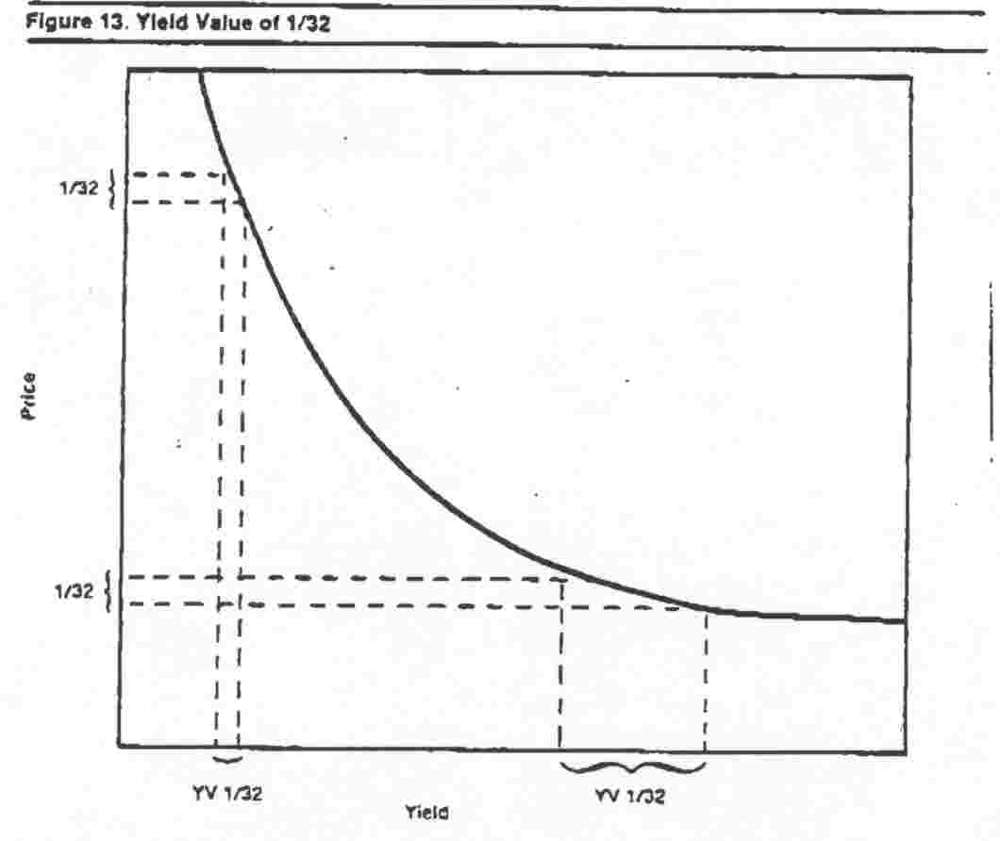 Figure 13. Yield Value of 1/32
1/32
Price
1/32
YV 1/32
YV 1/32
Yield